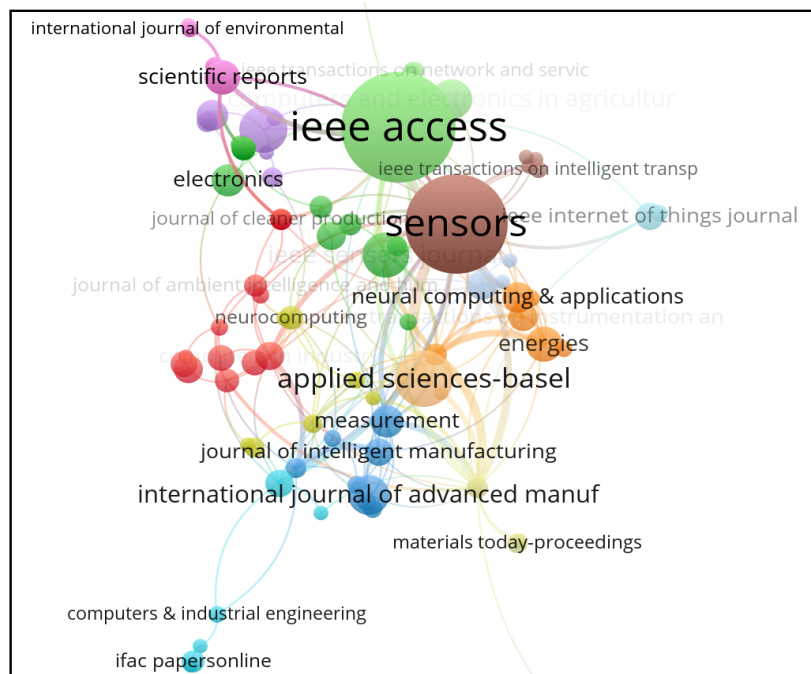 international journal of environmental
ieee transactions on network and servic
scientific reports
computers and electronics in agricultur
ieee access
ieee transactions on intelligent transp
electronics
journal of cleaner production
sensors
ieee internet of things journal
ieee sensors journal
journal of ambient intelligence and hum
neural computing & applications
neurocomputing
transactions on instrumentation an
energies
computers in industry
applied sciences-basel
measurement
journal of intelligent manufacturing
international journal of advanced manuf
materials today-proceedings
computers & industrial engineering
ifac papersonline